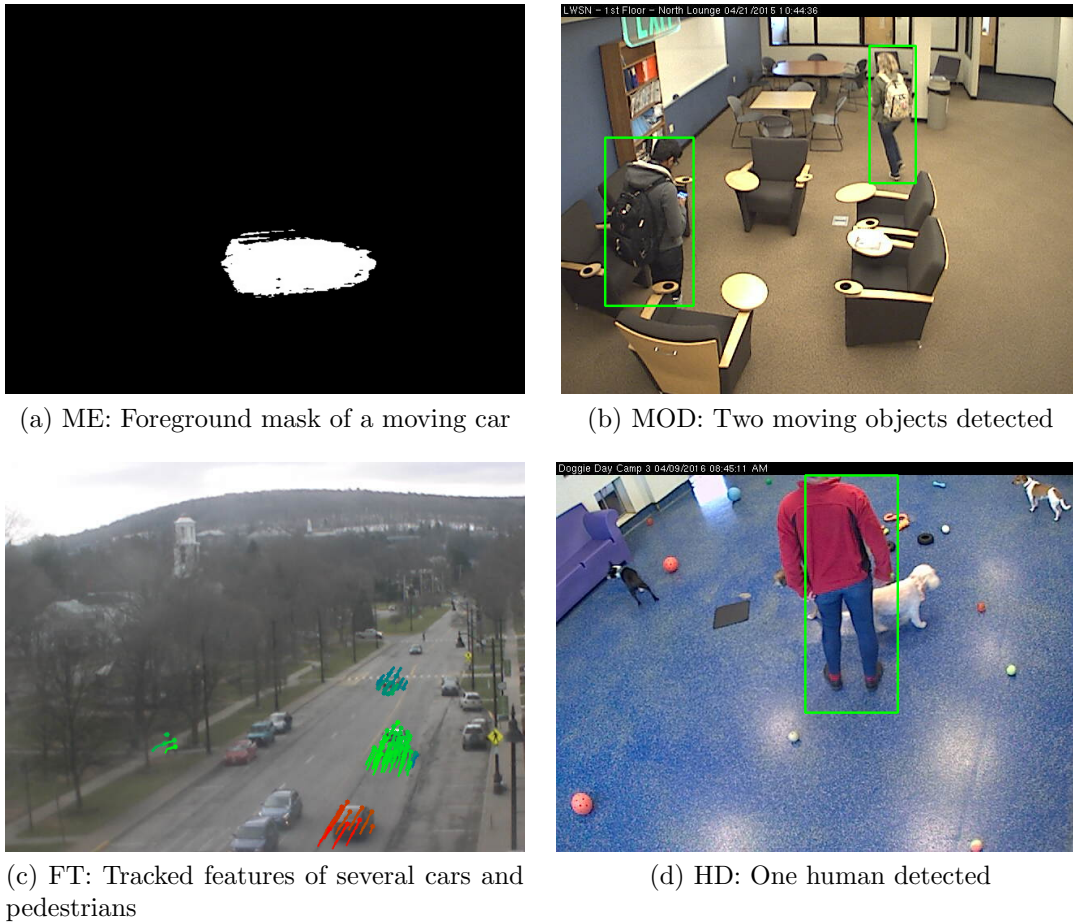 LWSN - 1st Floor - North Lounge 04/21/2015 10:44:36
EXIT
(a) ME: Foreground mask of a moving car
(b) MOD: Two moving objects detected
Doggie Day Camp 3 04/09/2016 08:45:11 AM
(c) FT: Tracked features of several cars and
pedestrians
(d) HD: One human detected